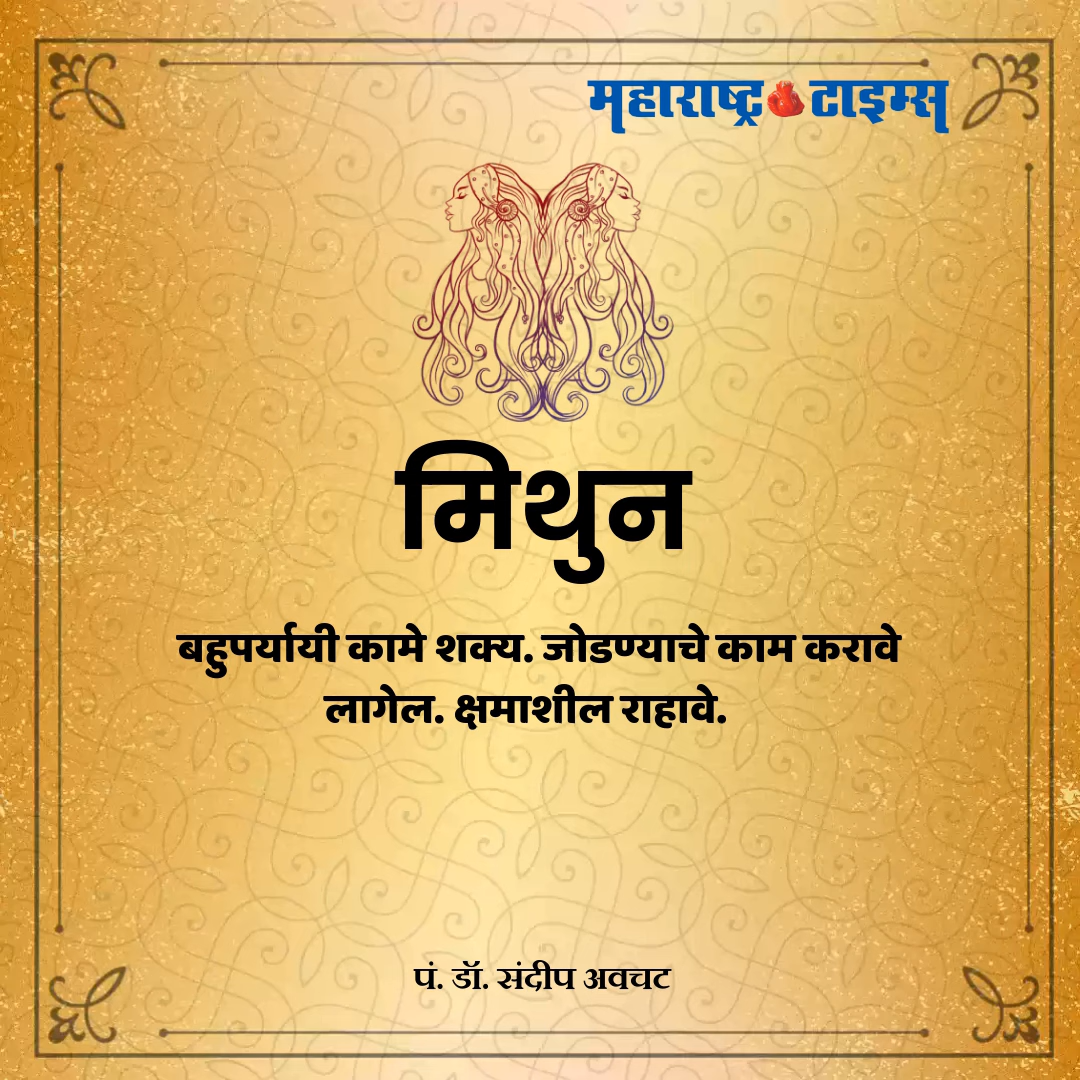 महाराष्ट्र टाइम्स
मिथुन
बहुपर्यायी कामे शक्य. जोडण्याचे काम करावे
लागेल. क्षमाशील राहावे.
पं. डॉ. संदीप अवचट